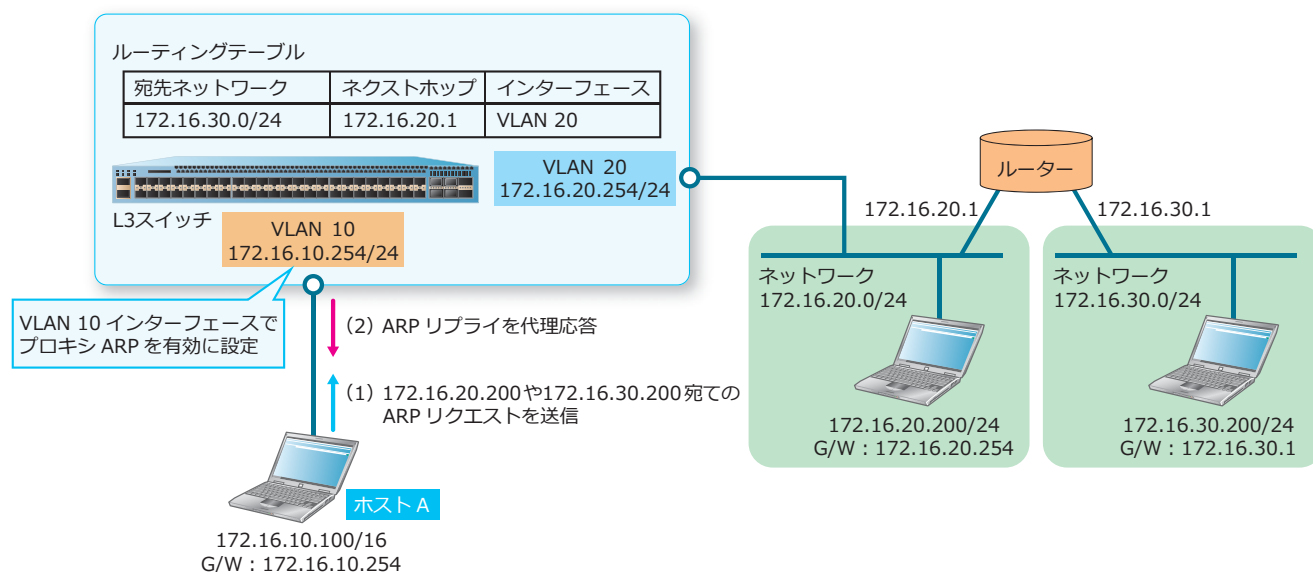 ルーティングテーブル
宛先ネットワーク ネクストホップ インターフェース
172.16.30.0/24 172.16.20.1 VLAN 20
VLAN 20
172.16.20.254/24
L3スイッチ
VLAN 10
172.16.10.254/24
VLAN 10 インターフェースで
プロキシ ARP を有効に設定
(2) ARP リプライを代理応答
(1) 172.16.20.200や172.16.30.200 宛ての
ARP リクエストを送信
ホスト A
172.16.10.100/16
G/W : 172.16.10.254
ルーター
172.16.20.1
172.16.30.1
ネットワーク
172.16.20.0/24
172.16.20.200/24
G/W : 172.16.20.254
ネットワーク
172.16.30.0/24
172.16.30.200/24
G/W : 172.16.30.1